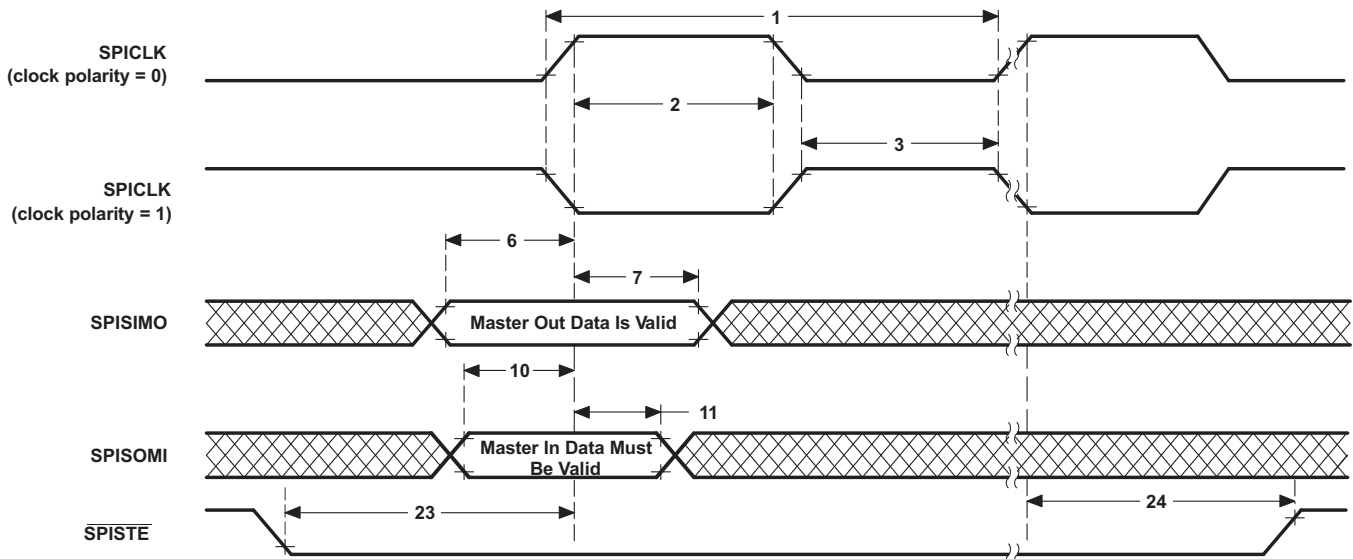 1
SPICLK
(clock polarity = 0)
2
3
SPICLK
(clock polarity = 1)
6
7
SPISIMO
Master Out Data Is Valid
10
11
SPISOMI
Master In Data Must
Be Valid
23
24
SPISTE